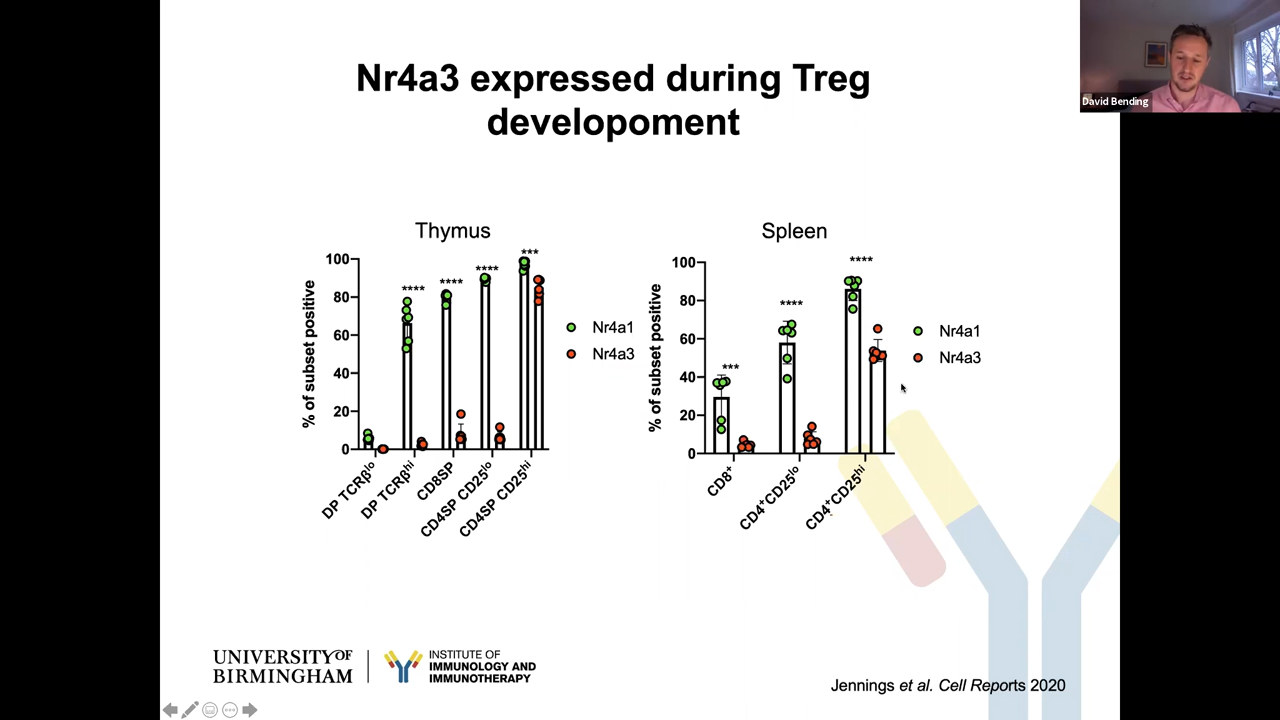 Nr4a3 expressed during Treg
developoment
David Bending
Thymus
% of subset positive
100
80
60
40
20
0
****
****
****
***
DP TCRβlo
DP TCRβhi
CD8SP
CD4SP CD25lo
CD4SP CD25hi
Nr4a1
Nr4a3
Spleen
% of subset positive
100
80
60
40
20
0
***
****
****
CD8+
CD4+CD25lo
CD4+CD25hi
Nr4a1
Nr4a3
UNIVERSITY OF
BIRMINGHAM
INSTITUTE OF
IMMUNOLOGY AND
IMMUNOTHERAPY
Jennings et al. Cell Reports 2020